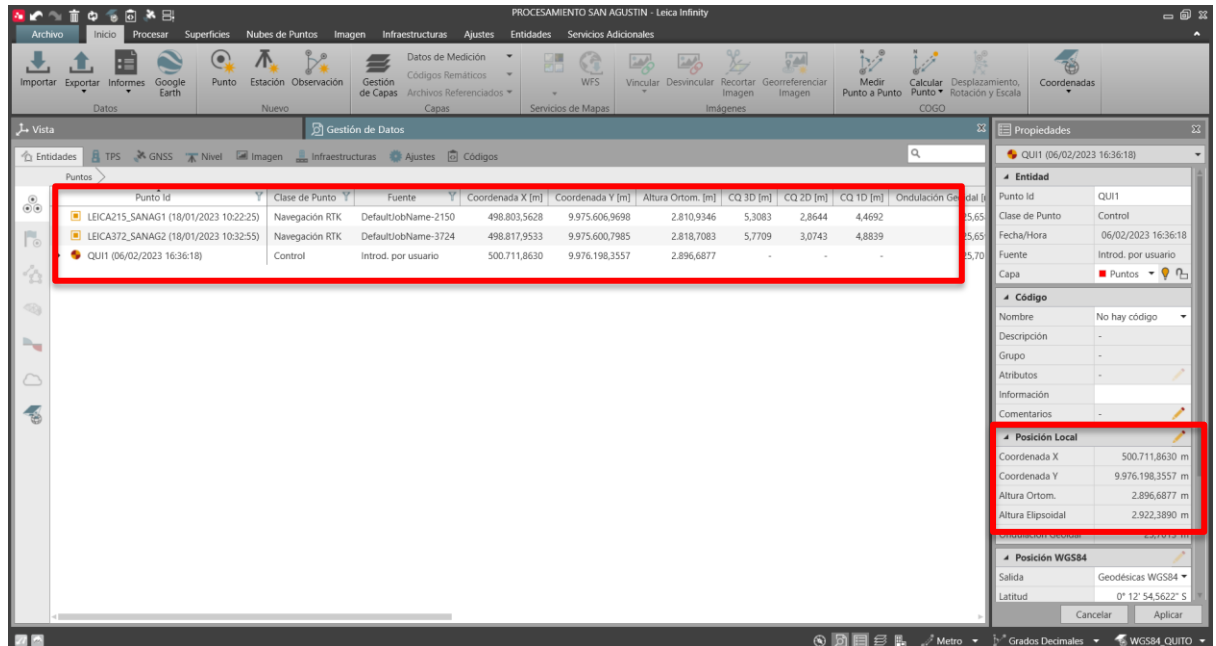 PROCESAMIENTO SAN AGUSTIN - Leica Infinity
Archivo Inicio Procesar Superficies Nubes de Puntos Imagen Infraestructuras Ajustes Entidades Servicios Adicionales
Importar Exportar Informes Google Earth
Datos
Punto Estación Observación
Nuevo
Gestión de Capas
Datos de Medición
Códigos Remáticos
Archivos Referenciados
Capas
WFS
Servicios de Mapas
Vincular Desvincular Recortar Imagen Georreferenciar Imagen
Imágenes
Medir Punto a Punto Calcular Punto Desplazamiento, Rotación y Escala
COGO
Coordenadas
Vista
Gestión de Datos
Entidades TPS GNSS Nivel Imagen Infraestructuras Ajustes Códigos
Puntos
Punto Id Clase de Punto Fuente Coordenada X [m] Coordenada Y [m] Altura Ortom. [m] CQ 3D [m] CQ 2D [m] CQ 1D [m]
LEICA215_SANAG1 (18/01/2023 10:22:25) Navegación RTK DefaultJobName-2150 498.803,5628 9.975.606,9698 2.810,9346 5,3083 2,8644 4,4692
LEICA372_SANAG2 (18/01/2023 10:32:55) Navegación RTK DefaultJobName-3724 498.817,9533 9.975.600,7985 2.818,7083 5,7709 3,0743 4,8839
QUI1 (06/02/2023 16:36:18) Control Introd. por usuario 500.711,8630 9.976.198,3557 2.896,6877 - - -
Propiedades
QUI1 (06/02/2023 16:36:18)
Entidad
Punto Id QUI1
Clase de Punto Control
Fecha/Hora 06/02/2023 16:36:18
Fuente Introd. por usuario
Capa Puntos
Código
Nombre No hay código
Descripción -
Grupo -
Atributos -
Información
Comentarios -
Posición Local
Coordenada X 500.711,8630 m
Coordenada Y 9.976.198,3557 m
Altura Ortom. 2.896,6877 m
Altura Elipsoidal 2.922,3890 m
Posición WGS84
Salida Geodésicas WGS84
Latitud 0° 12' 54,5622" S
Cancelar Aplicar
Metro Grados Decimales WGS84_QUITO